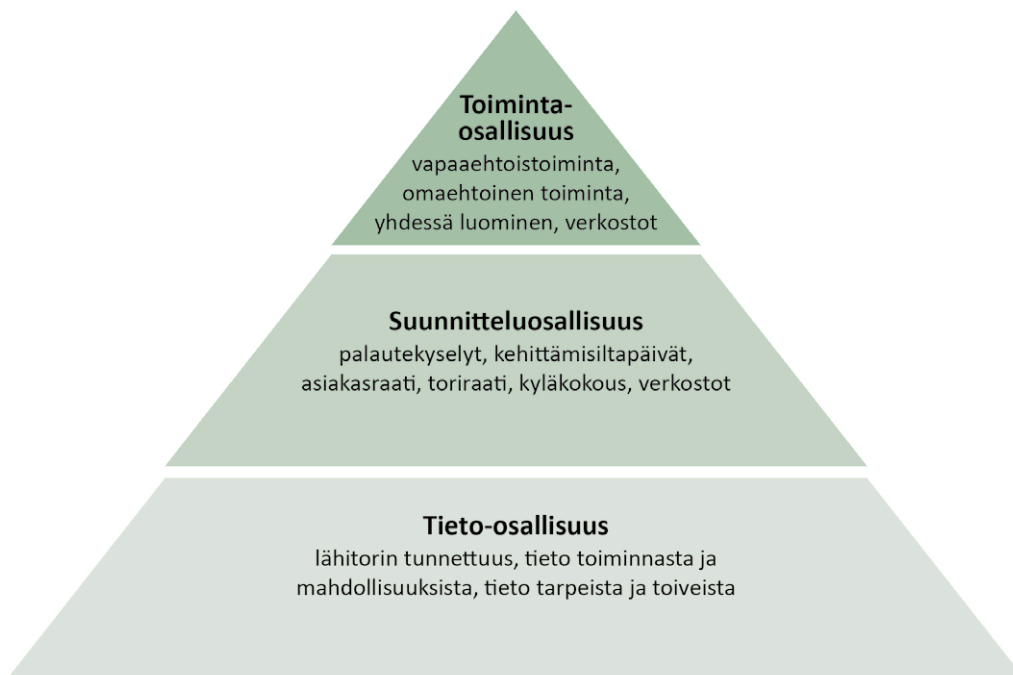 Toiminta-
osallisuus
vapaaehtoistoiminta,
omaehtoinen toiminta,
yhdessä luominen, verkostot
Suunnitteluosallisuus
palautekyselyt, kehittämisiltapäivät,
asiakasraati, toriraati, kyläkokous, verkostot
Tieto-osallisuus
lähitorin tunnettuus, tieto toiminnasta ja
mahdollisuuksista, tieto tarpeista ja toiveista